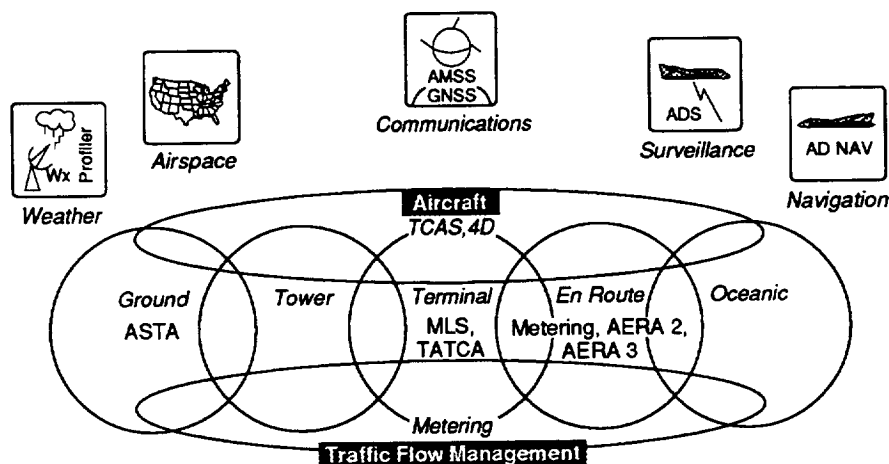 AMSS
GNSS
Communications
Airspace
ADS
Surveillance
Wx
Profiler
Weather
AD NAV
Navigation
Aircraft
TCAS, 4D
Ground
ASTA
Tower
Terminal
MLS,
TATCA
En Route
Metering, AERA 2,
AERA 3
Oceanic
Metering
Traffic Flow Management